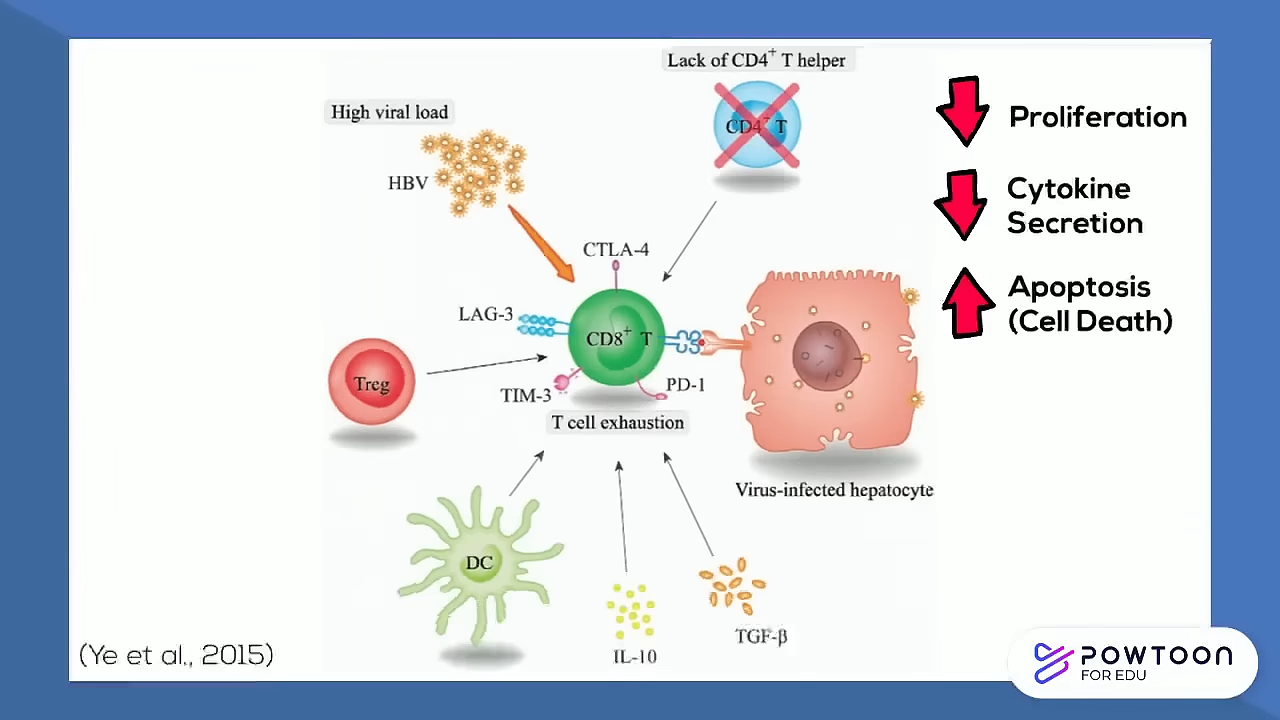 Lack of CD4⁺ T helper
High viral load
CD4⁺ T
HBV
CTLA-4
LAG-3
CD8⁺ T
Treg
TIM-3
PD-1
T cell exhaustion
Virus-infected hepatocyte
DC
IL-10
TGF-β
Proliferation
Cytokine
Secretion
Apoptosis
(Cell Death)
(Ye et al., 2015)
POWTOON
FOR EDU